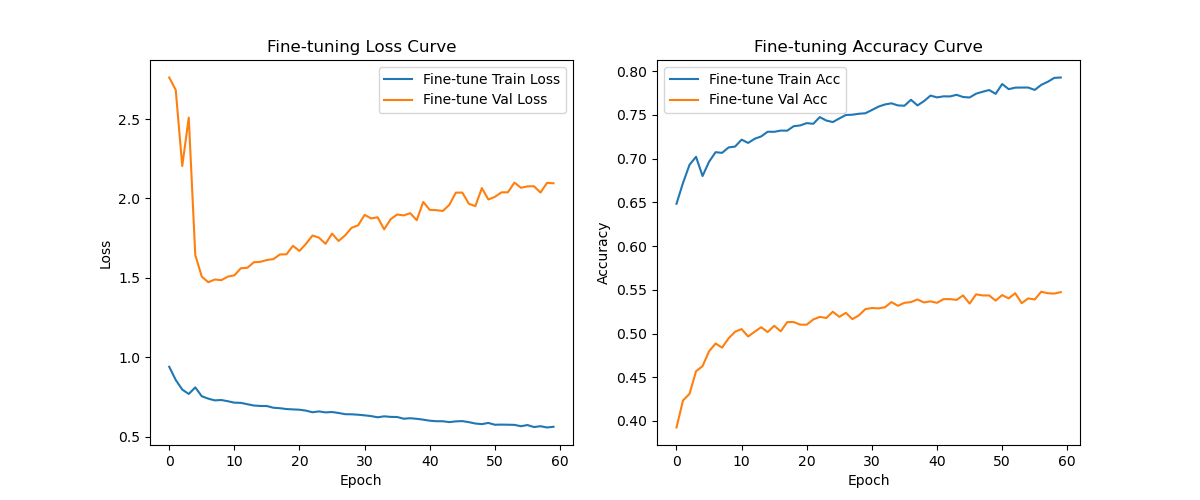 Fine-tuning Loss Curve
Fine-tune Train Loss
Fine-tune Val Loss
2.5
2.0
1.5
1.0
0.5
Loss
0 10 20 30 40 50 60
Epoch
Fine-tuning Accuracy Curve
Fine-tune Train Acc
Fine-tune Val Acc
0.80
0.75
0.70
0.65
0.60
0.55
0.50
0.45
0.40
Accuracy
0 10 20 30 40 50 60
Epoch